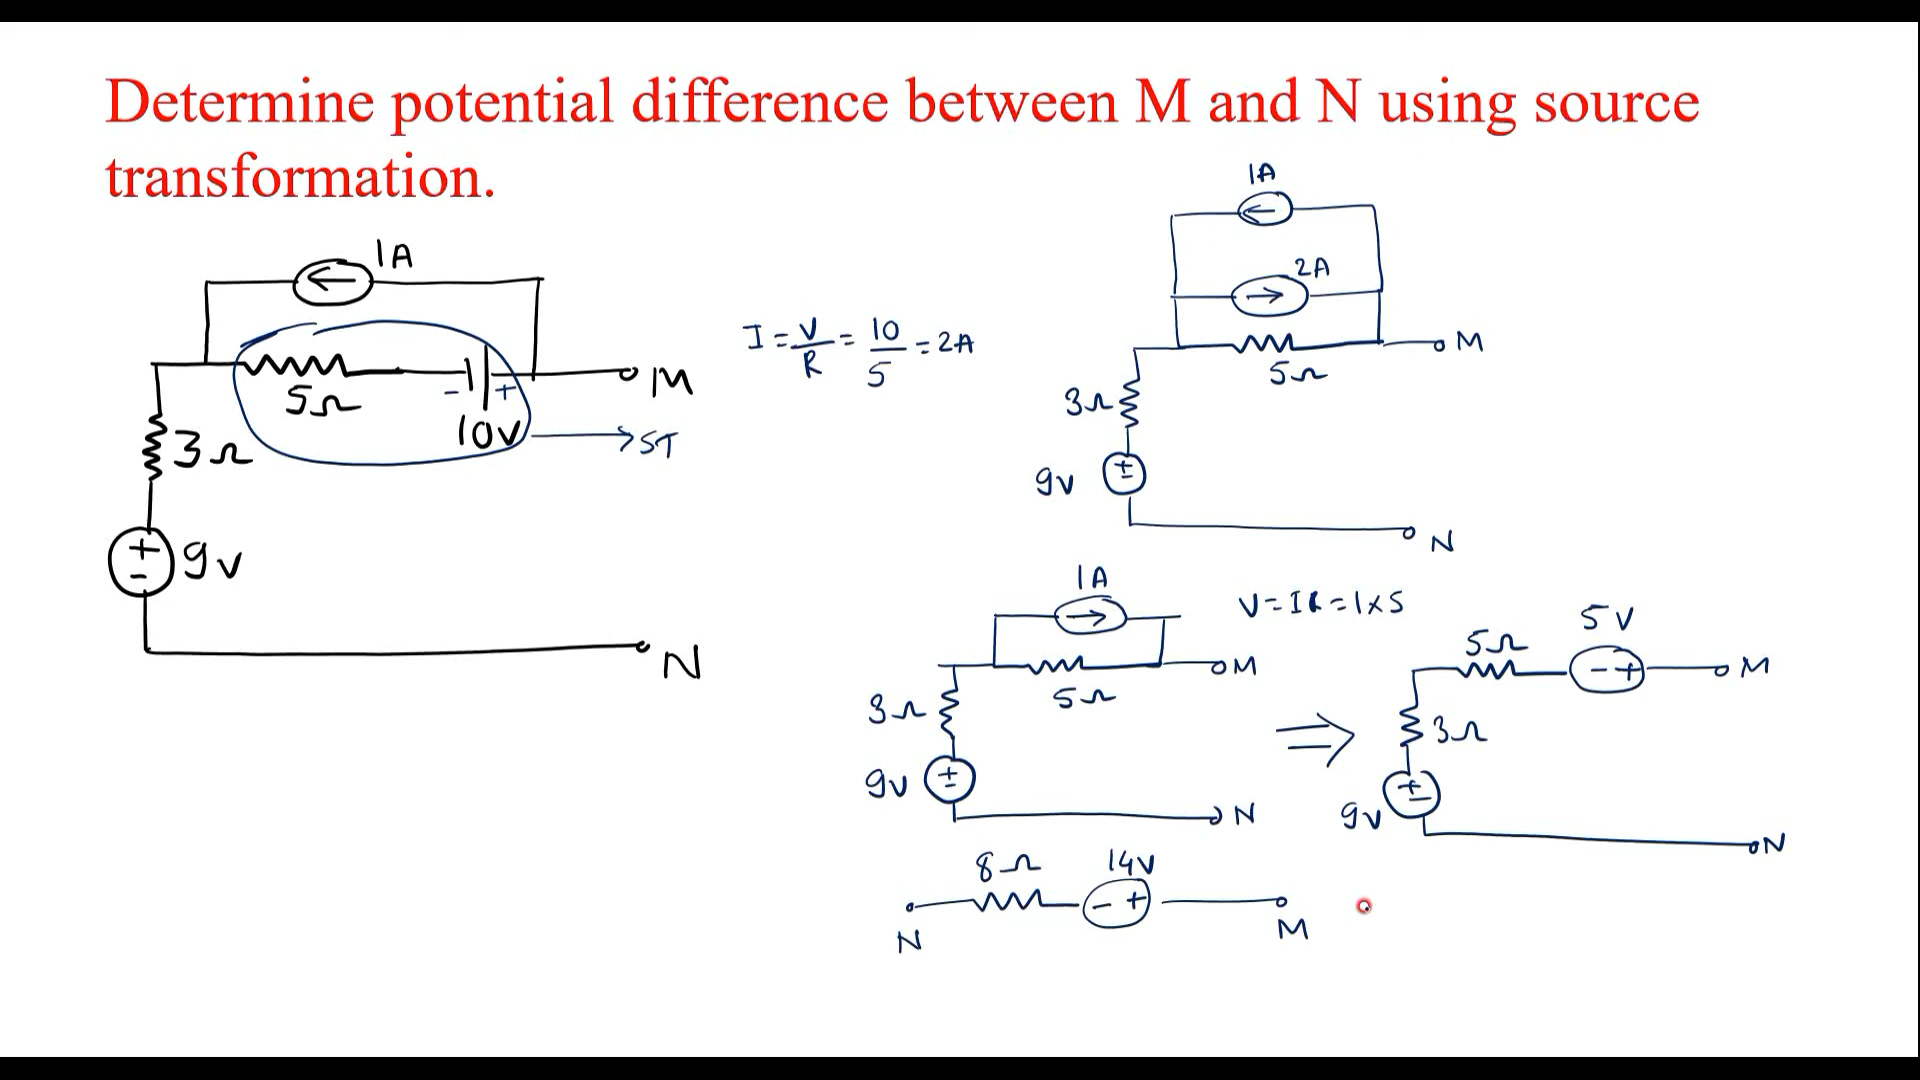 Determine potential difference between M and N using source
transformation.
1A
5Ω
- +
10V
→ST
M
3Ω
+
-
9V
N
I = V/R = 10/5 = 2A
1A
2A
5Ω
M
3Ω
9V
+
-
N
1A
5Ω
M
3Ω
9V
+
-
N
V = IR = 1×5
⇒
5Ω
5V
- +
M
3Ω
9V
+
-
N
8Ω
14V
- +
N
M